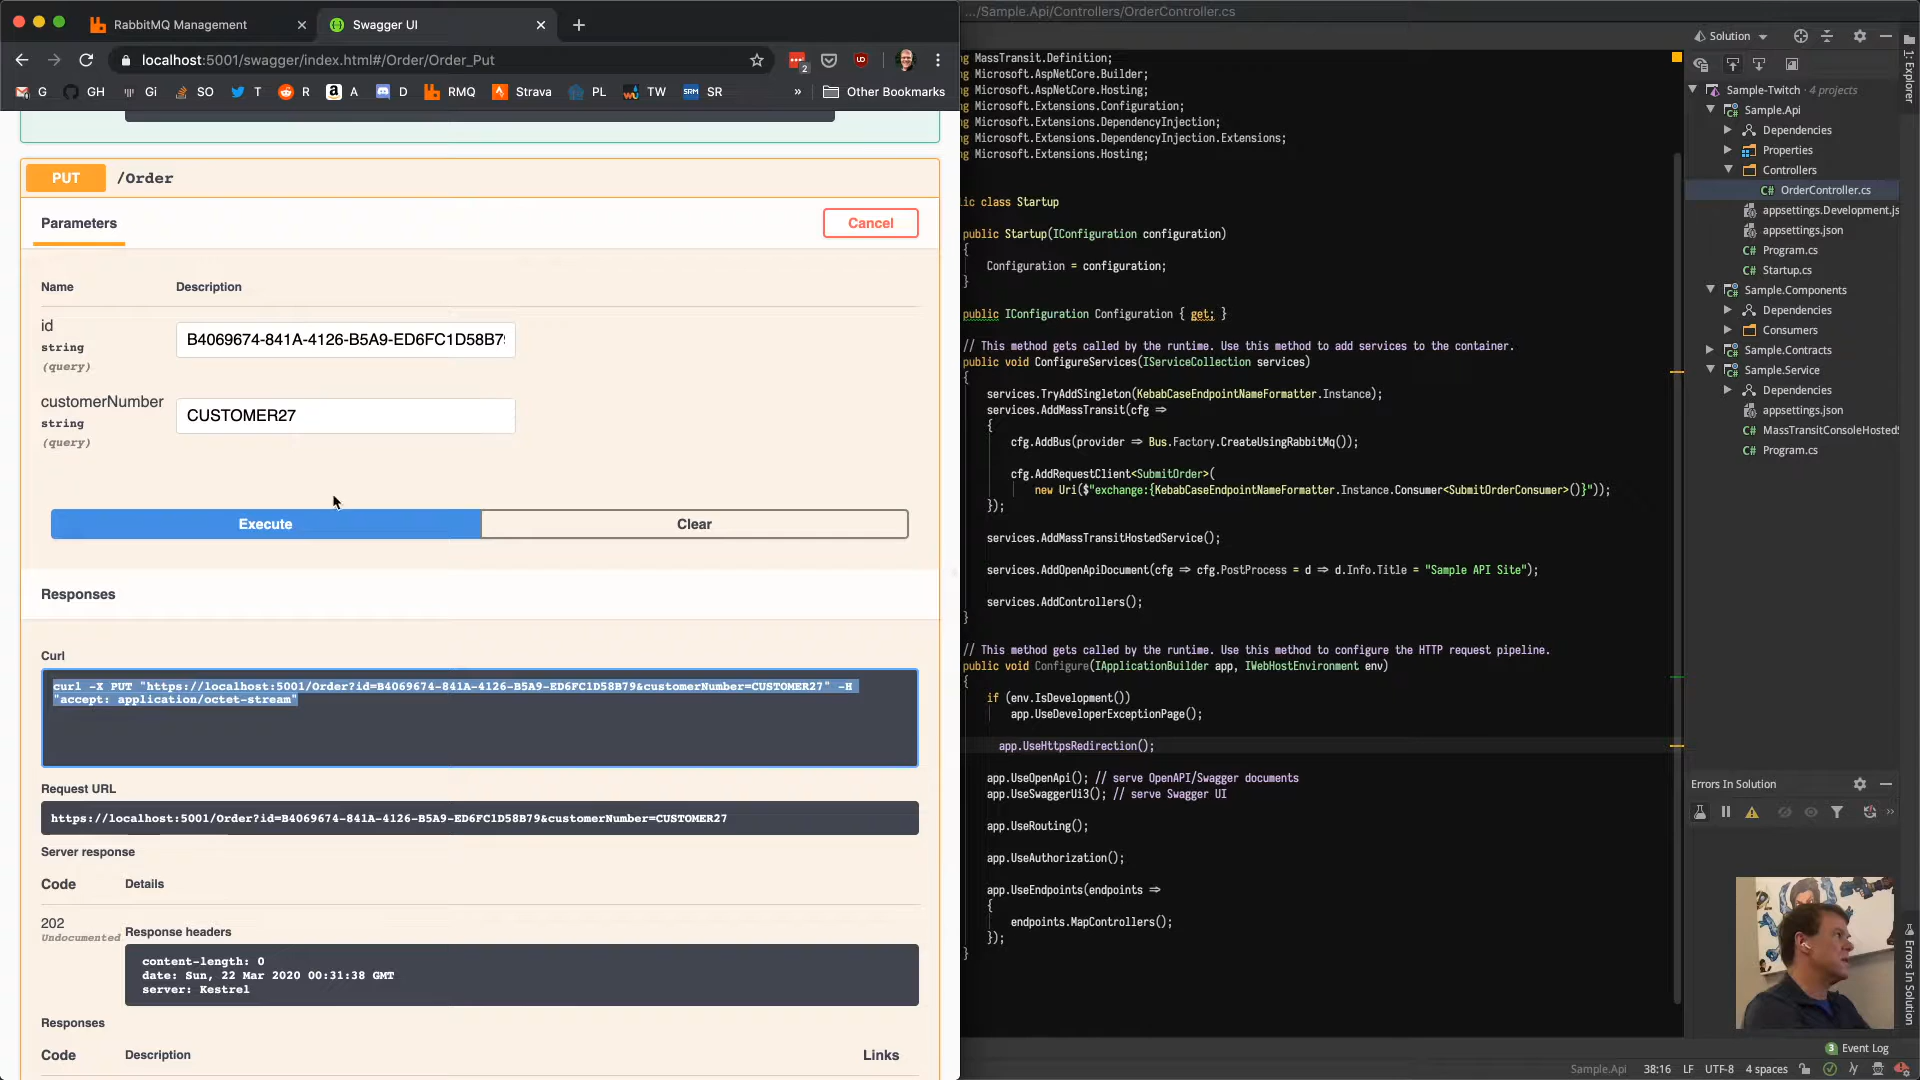 RabbitMQ Management
Swagger UI
localhost:5001/swagger/index.html#/Order/Order_Put
2
G
GH
Gi
SO
T
R
A
D
RMQ
Strava
PL
TW
SR
»
Other Bookmarks
PUT
/Order
Parameters
Cancel
Name
Description
id
string
(query)
B4069674-841A-4126-B5A9-ED6FC1D58B79
customerNumber
string
(query)
CUSTOMER27
Execute
Clear
Responses
Curl
curl -X PUT "https://localhost:5001/Order?id=B4069674-841A-4126-B5A9-ED6FC1D58B79&customerNumber=CUSTOMER27" -H
"accept: application/octet-stream"
Request URL
https://localhost:5001/Order?id=B4069674-841A-4126-B5A9-ED6FC1D58B79&customerNumber=CUSTOMER27
Server response
Code
Details
202
Undocumented
Response headers
content-length: 0
date: Sun, 22 Mar 2020 00:31:38 GMT
server: Kestrel
Responses
Code
Description
Links
.../Sample.Api/Controllers/OrderController.cs
g MassTransit.Definition;
g Microsoft.AspNetCore.Builder;
g Microsoft.AspNetCore.Hosting;
g Microsoft.Extensions.Configuration;
g Microsoft.Extensions.DependencyInjection;
g Microsoft.Extensions.DependencyInjection.Extensions;
g Microsoft.Extensions.Hosting;
lic class Startup
public Startup(IConfiguration configuration)
{
Configuration = configuration;
}
public IConfiguration Configuration { get; }
// This method gets called by the runtime. Use this method to add services to the container.
public void ConfigureServices(IServiceCollection services)
{
services.TryAddSingleton(KebabCaseEndpointNameFormatter.Instance);
services.AddMassTransit(cfg =>
{
cfg.AddBus(provider => Bus.Factory.CreateUsingRabbitMq());
cfg.AddRequestClient<SubmitOrder>(
new Uri($"exchange:{KebabCaseEndpointNameFormatter.Instance.Consumer<SubmitOrderConsumer>()}"));
});
services.AddMassTransitHostedService();
services.AddOpenApiDocument(cfg => cfg.PostProcess = d => d.Info.Title = "Sample API Site");
services.AddControllers();
}
// This method gets called by the runtime. Use this method to configure the HTTP request pipeline.
public void Configure(IApplicationBuilder app, IWebHostEnvironment env)
{
if (env.IsDevelopment())
app.UseDeveloperExceptionPage();
app.UseHttpsRedirection();
app.UseOpenApi(); // serve OpenAPI/Swagger documents
app.UseSwaggerUi3(); // serve Swagger UI
app.UseRouting();
app.UseAuthorization();
app.UseEndpoints(endpoints =>
{
endpoints.MapControllers();
});
}
Solution
1: Explorer
Sample-Twitch · 4 projects
Sample.Api
Dependencies
Properties
Controllers
C# OrderController.cs
appsettings.Development.js
appsettings.json
C# Program.cs
C# Startup.cs
Sample.Components
Dependencies
Consumers
Sample.Contracts
Sample.Service
Dependencies
appsettings.json
C# MassTransitConsoleHostedS
C# Program.cs
Errors In Solution
Errors In Solution
3 Event Log
Sample.Api
38:16
LF
UTF-8
4 spaces